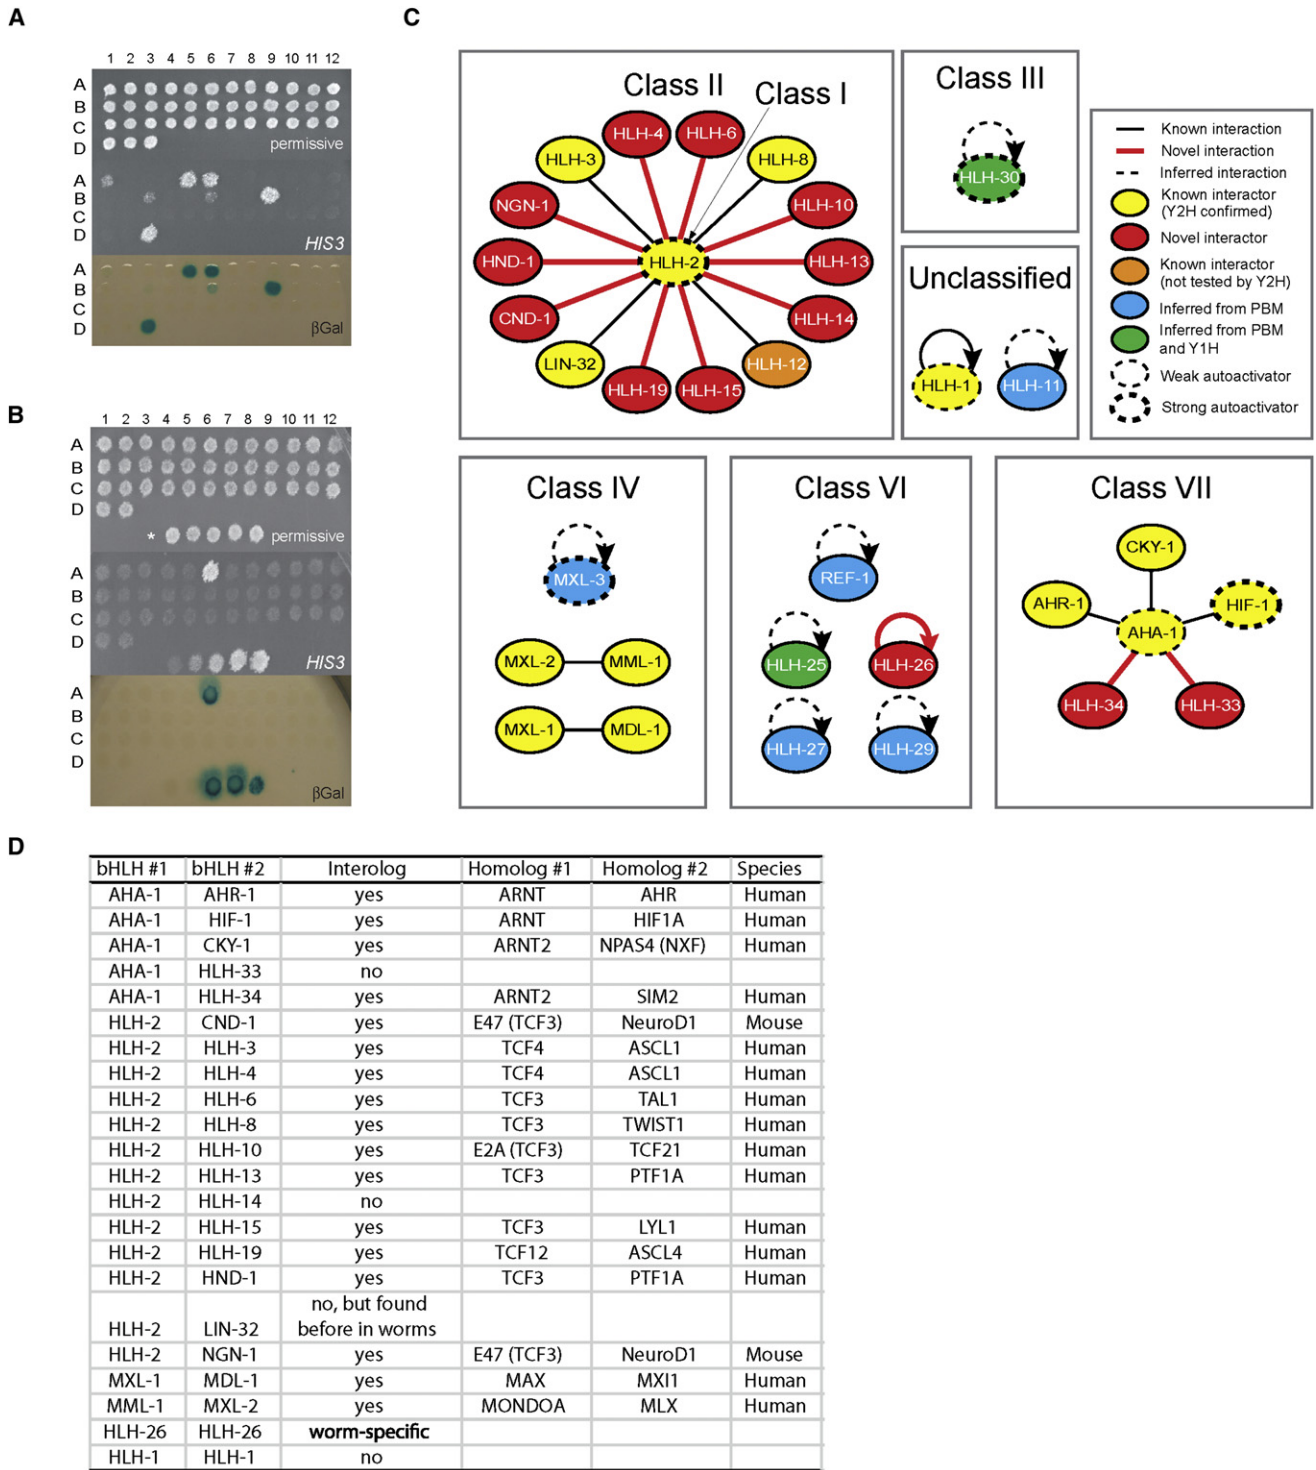 A
1 2 3 4 5 6 7 8 9 10 11 12
A
B
C
D
permissive
A
B
C
D
HIS3
A
B
C
D
βGal
B
1 2 3 4 5 6 7 8 9 10 11 12
A
B
C
D
* permissive
A
B
C
D
HIS3
A
B
C
D
βGal
C
Class II
Class I
HLH-4
HLH-6
HLH-3
HLH-8
NGN-1
HLH-10
HND-1
HLH-2
HLH-13
CND-1
HLH-14
LIN-32
HLH-12
HLH-19
HLH-15
Class III
HLH-30
Unclassified
HLH-1
HLH-11
Known interaction
Novel interaction
Inferred interaction
Known interactor
(Y2H confirmed)
Novel interactor
Known interactor
(not tested by Y2H)
Inferred from PBM
Inferred from PBM
and Y1H
Weak autoactivator
Strong autoactivator
Class IV
MXL-3
MXL-2
MML-1
MXL-1
MDL-1
Class VI
REF-1
HLH-25
HLH-26
HLH-27
HLH-29
Class VII
CKY-1
AHR-1
HIF-1
AHA-1
HLH-34
HLH-33
D
bHLH #1 bHLH #2 Interolog Homolog #1 Homolog #2 Species
AHA-1 AHR-1 yes ARNT AHR Human
AHA-1 HIF-1 yes ARNT HIF1A Human
AHA-1 CKY-1 yes ARNT2 NPAS4 (NXF) Human
AHA-1 HLH-33 no
AHA-1 HLH-34 yes ARNT2 SIM2 Human
HLH-2 CND-1 yes E47 (TCF3) NeuroD1 Mouse
HLH-2 HLH-3 yes TCF4 ASCL1 Human
HLH-2 HLH-4 yes TCF4 ASCL1 Human
HLH-2 HLH-6 yes TCF3 TAL1 Human
HLH-2 HLH-8 yes TCF3 TWIST1 Human
HLH-2 HLH-10 yes E2A (TCF3) TCF21 Human
HLH-2 HLH-13 yes TCF3 PTF1A Human
HLH-2 HLH-14 no
HLH-2 HLH-15 yes TCF3 LYL1 Human
HLH-2 HLH-19 yes TCF12 ASCL4 Human
HLH-2 HND-1 yes TCF3 PTF1A Human
no, but found
HLH-2 LIN-32 before in worms
HLH-2 NGN-1 yes E47 (TCF3) NeuroD1 Mouse
MXL-1 MDL-1 yes MAX MXI1 Human
MML-1 MXL-2 yes MONDOA MLX Human
HLH-26 HLH-26 worm-specific
HLH-1 HLH-1 no